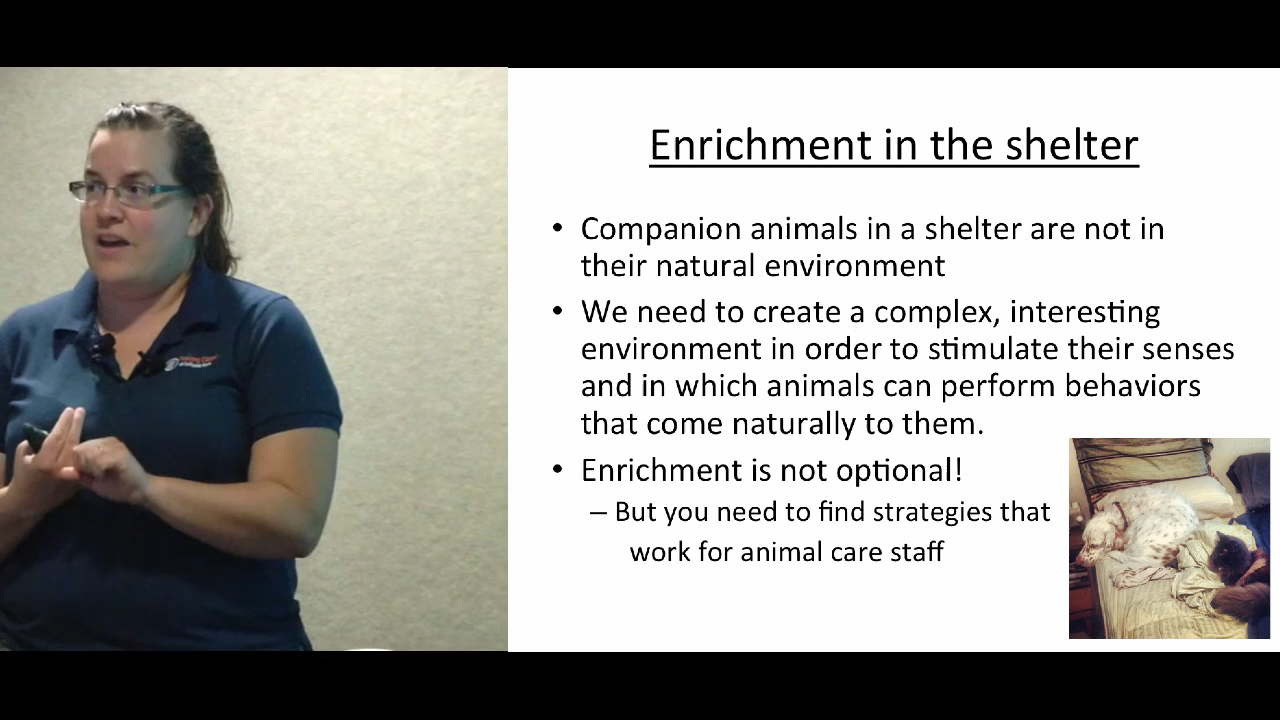 Enrichment in the shelter
• Companion animals in a shelter are not in
their natural environment
• We need to create a complex, interesting
environment in order to stimulate their senses
and in which animals can perform behaviors
that come naturally to them.
• Enrichment is not optional!
– But you need to find strategies that
work for animal care staff